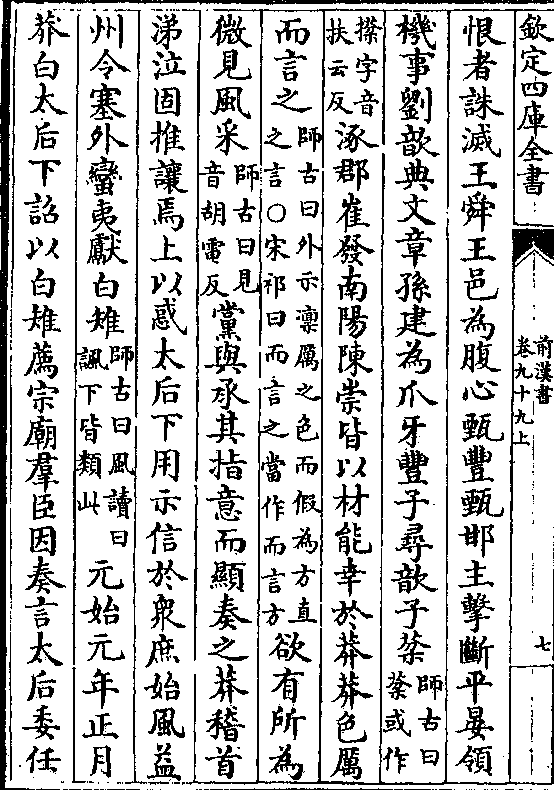 欽定四庫全書
前漢書
卷九十九上
七
恨者誅滅王舜王邑為腹心甄豐甄邯主擊斷平晏領
機事劉歆典文章孫建為爪牙豐子尋歆子棻師古曰棻或作
字音扶云反涿郡崔發南陽陳崇皆以材能幸於莽莽色厲
而言之師古曰外示凛厲之色而假為方直之言○宋祁曰而言之當作而言方欲有所為
微見風采師古曰見音胡電反黨與承其指意而顯奏之莽稽首
涕泣固推讓焉上以惑太后下用示信於衆庶始風益
州令塞外蠻夷獻白雉師古曰風讀曰諷下皆類此元始元年正月
莽白太后下詔以白雉薦宗廟羣臣因奏言太后委任